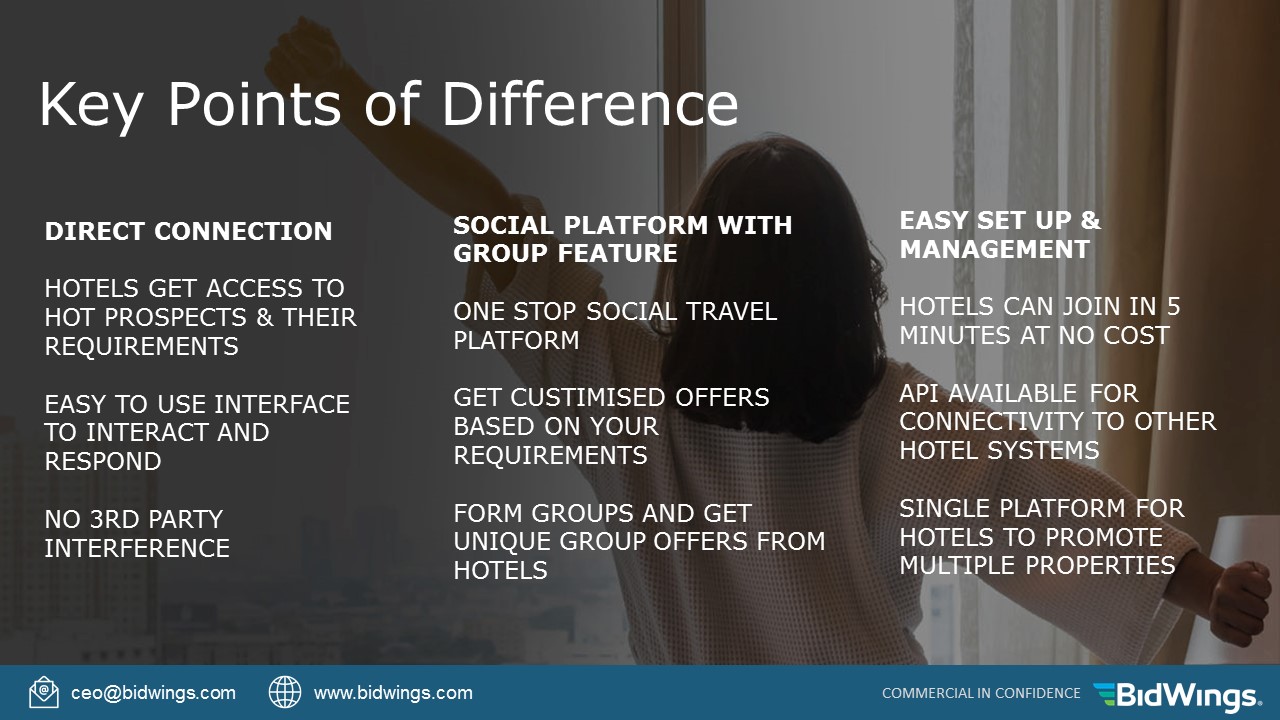 Key Points of Difference
DIRECT CONNECTION
HOTELS GET ACCESS TO
HOT PROSPECTS & THEIR
REQUIREMENTS
EASY TO USE INTERFACE
TO INTERACT AND
RESPOND
NO 3RD PARTY
INTERFERENCE
SOCIAL PLATFORM WITH
GROUP FEATURE
ONE STOP SOCIAL TRAVEL
PLATFORM
GET CUSTIMISED OFFERS
BASED ON YOUR
REQUIREMENTS
FORM GROUPS AND GET
UNIQUE GROUP OFFERS FROM
HOTELS
EASY SET UP &
MANAGEMENT
HOTELS CAN JOIN IN 5
MINUTES AT NO COST
API AVAILABLE FOR
CONNECTIVITY TO OTHER
HOTEL SYSTEMS
SINGLE PLATFORM FOR
HOTELS TO PROMOTE
MULTIPLE PROPERTIES
ceo@bidwings.com
www.bidwings.com
COMMERCIAL IN CONFIDENCE
BidWings®